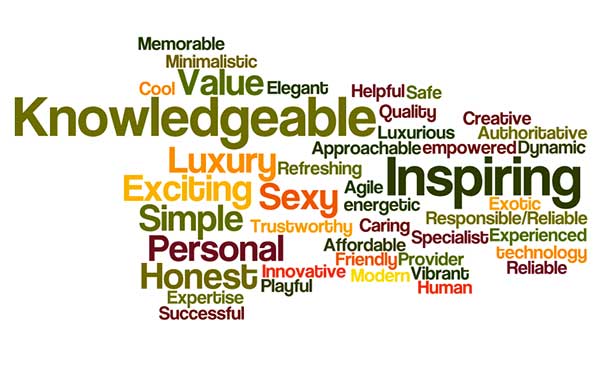 Memorable
Minimalistic
Cool
Value
Elegant
Helpful
Safe
Knowledgeable
Quality
Creative
Luxurious
Authoritative
Approachable
empowered
Dynamic
Luxury
Refreshing
Inspiring
Exciting
Sexy
Agile
energetic
Exotic
Simple
Trustworthy
Caring
Responsible/Reliable
Personal
Affordable
Specialist
Experienced
Friendly
Provider
technology
Honest
Innovative
Modern
Vibrant
Reliable
Playful
Human
Expertise
Successful